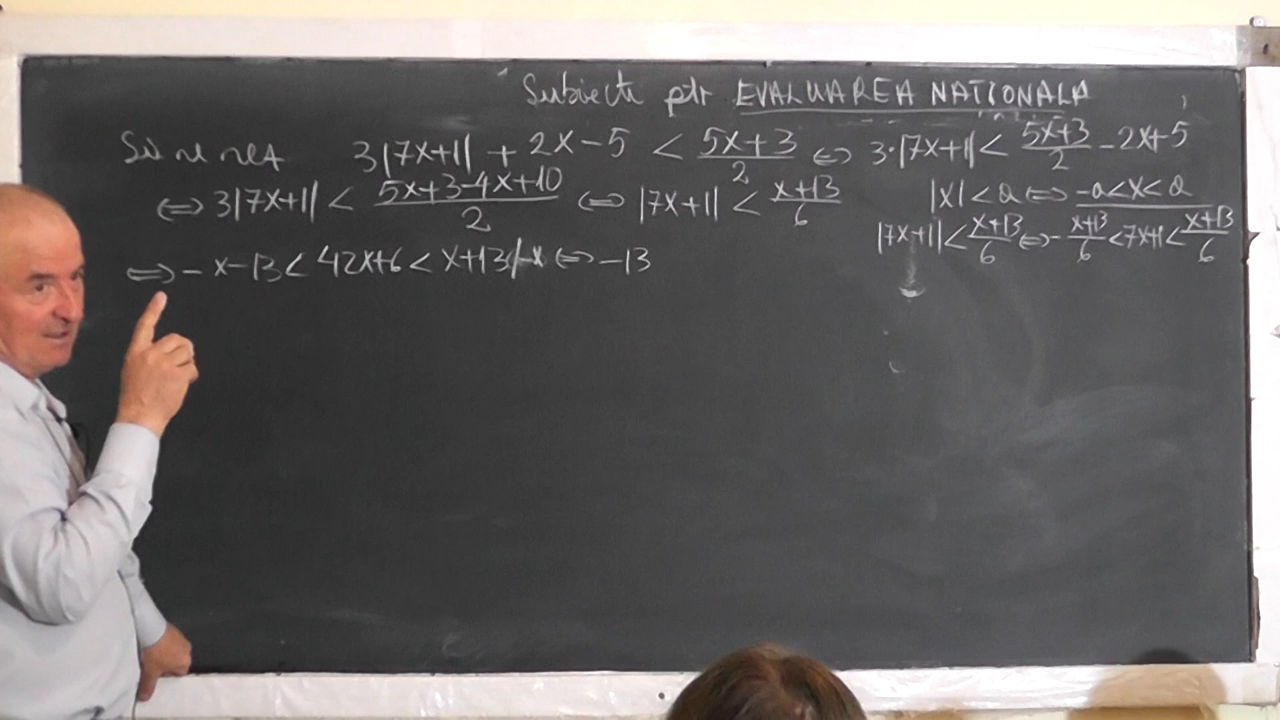 Subiecte ptr EVALUAREA NATIONALA
Să se rez 3|7x+1| + 2x-5 < (5x+3)/2 ⇔ 3·|7x+1| < (5x+3)/2 - 2x+5
⇔ 3|7x+1| < (5x+3-4x+10)/2 ⇔ |7x+1| < (x+13)/6
|x| < a ⇔ -a<x<a
|7x+1| < (x+13)/6 ⇔ -(x+13)/6 < 7x+1 < (x+13)/6
⇔ -x-13 < 42x+6 < x+13 |-x ⇔ -13